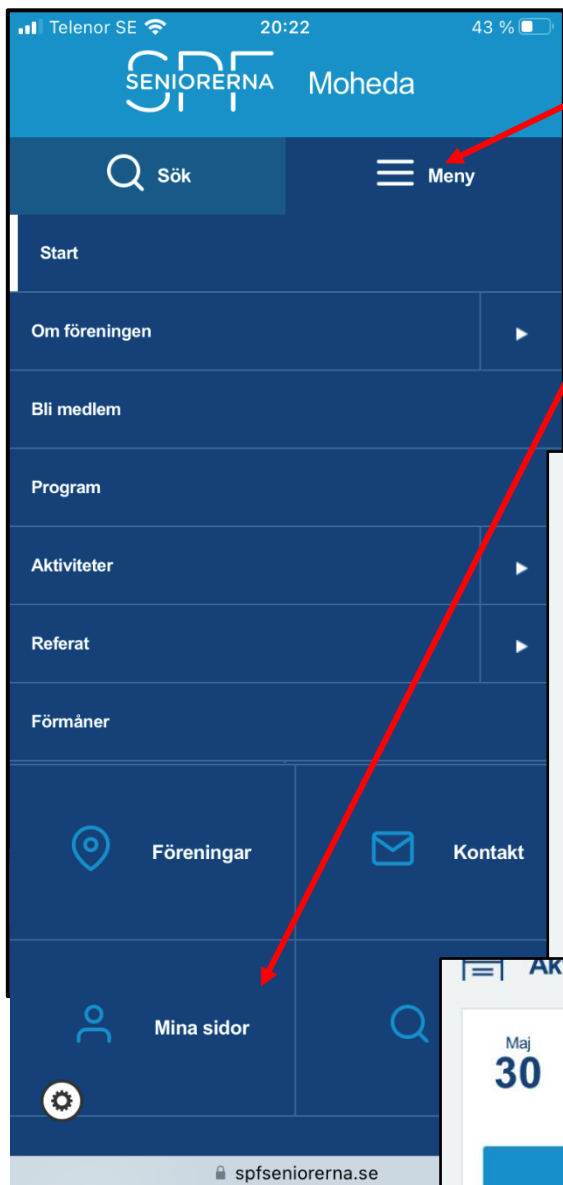 Telenor SE 20:22 43 %
SPF
SENIORERNA Moheda
Sök Meny
Start
Om föreningen
Bli medlem
Program
Aktiviteter
Referat
Förmåner
Föreningar Kontakt
Mina sidor
Maj
30
spfseniorerna.se